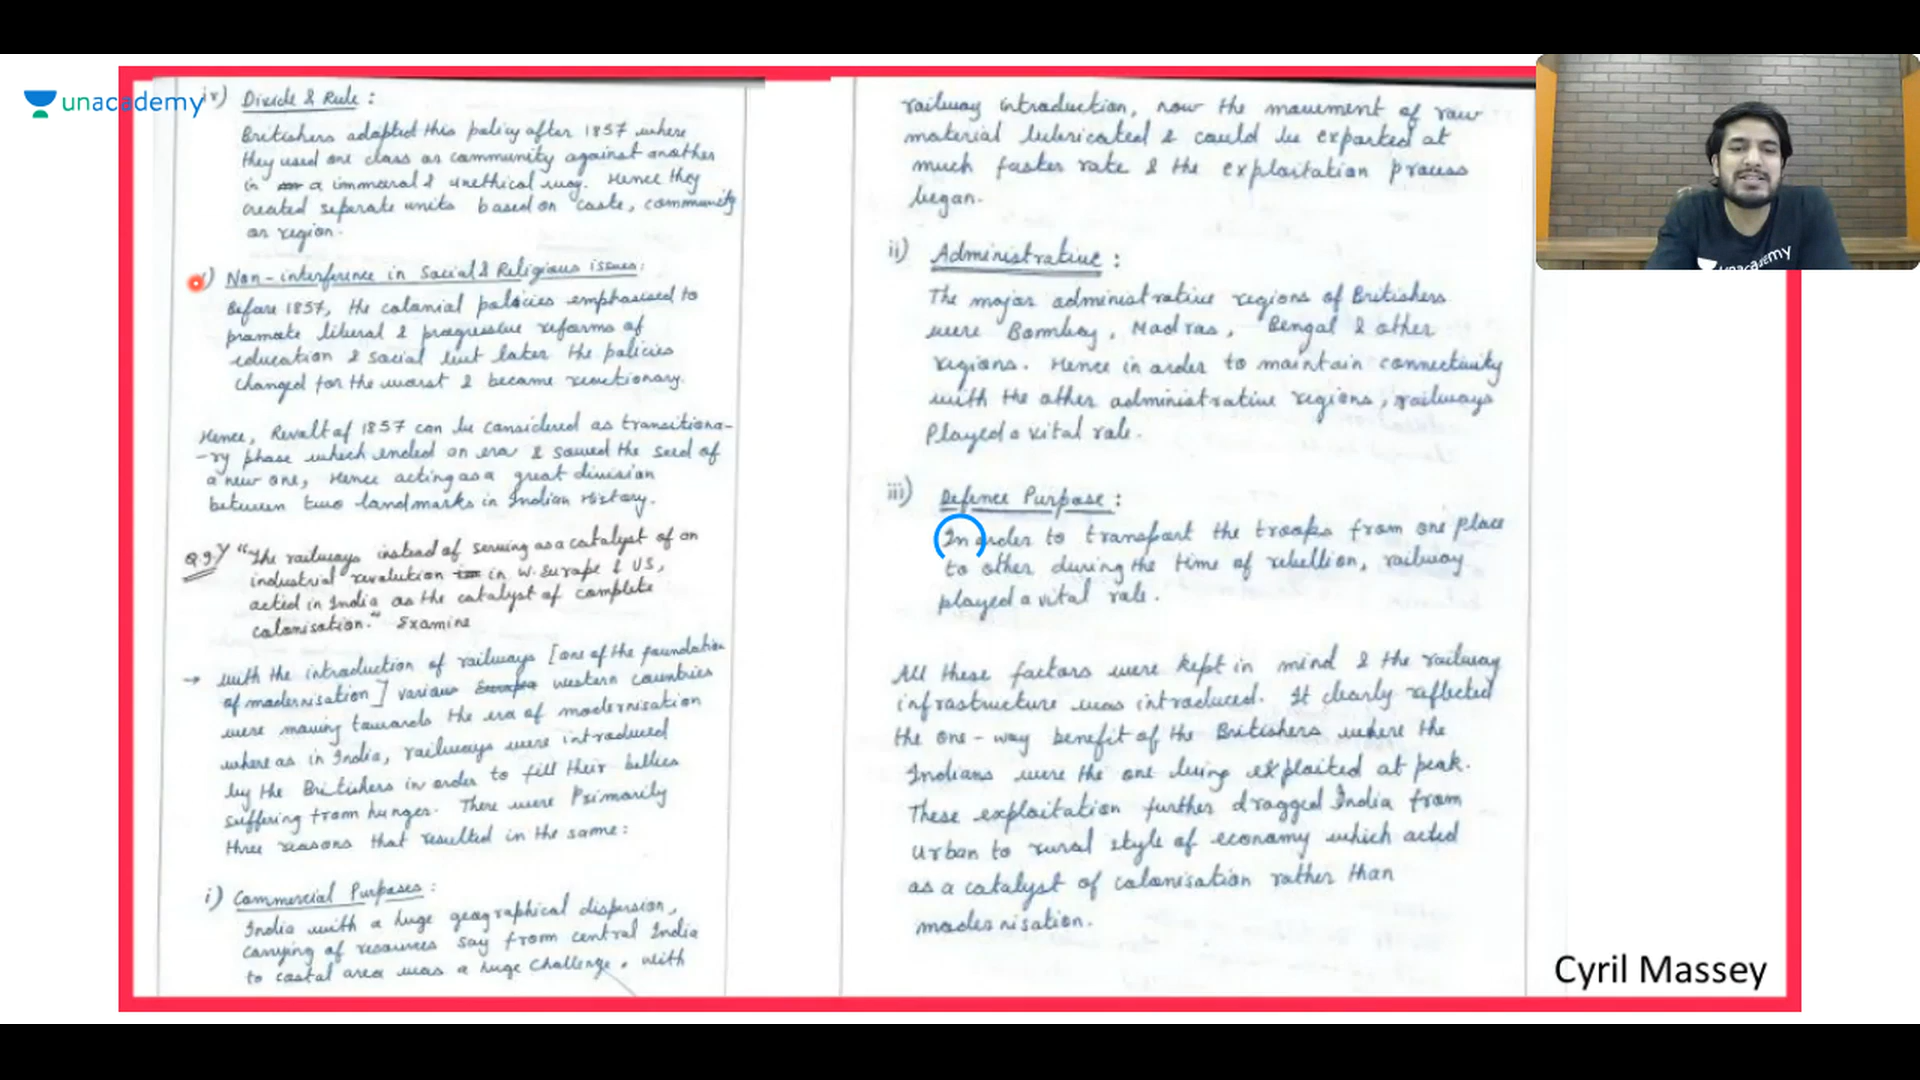 unacademy
iv) Divide & Rule :
Britishers adopted this policy after 1857 where
they used one class or community against another
in a immoral & unethical way. Hence they
created separate units based on caste, community
or region.
v) Non-interference in Social & Religious issues:
Before 1857, the colonial policies emphasised to
promote liberal & progressive reforms of
education & social but later the policies
changed for the worst & became reactionary.
Hence, Revolt of 1857 can be considered as transitiona-
-ry phase which ended on era & sowed the seed of
a new one, Hence acting as a great division
between two landmarks in Indian History.
Q.9) "The railways instead of serving as a catalyst of an
industrial revolution in W. Europe & US,
acted in India as the catalyst of complete
colonisation." Examine
→ with the introduction of railways [one of the foundation
of modernisation] various western countries
were moving towards the era of modernisation
where as in India, railways were introduced
by the Britishers in order to fill their bellies
suffering from hunger. There were Primarily
three reasons that resulted in the same:
i) Commercial Purposes :
India with a huge geographical dispersion,
carrying of resources say from central India
to costal area was a huge challenge. with
railway introduction, now the movement of raw
material lubricated & could be exported at
much faster rate & the exploitation process
began.
ii) Administrative :
The major administrative regions of Britishers
were Bombay, Madras, Bengal & other
regions. Hence in order to maintain connectivity
with the other administrative regions, railways
Played a vital role.
iii) Defence Purpose :
In order to transport the troops from one place
to other during the time of rebellion, railway
played a vital role.
All these factors were kept in mind & the railway
infrastructure was introduced. It clearly reflected
the one-way benefit of the Britishers where the
Indians were the one being exploited at peak.
These exploitation further dragged India from
Urban to rural style of economy which acted
as a catalyst of colonisation rather than
modernisation.
unacademy
Cyril Massey